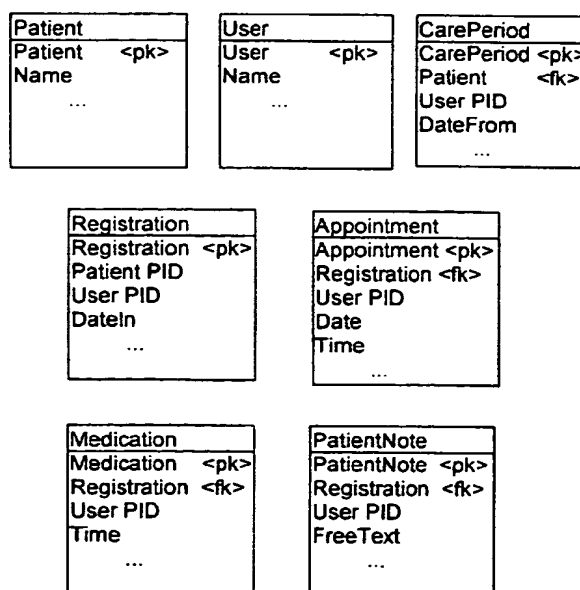 Patient
Patient <pk>
Name
...
User
User <pk>
Name
...
CarePeriod
CarePeriod <pk>
Patient <fk>
User PID
DateFrom
...
Registration
Registration <pk>
Patient PID
User PID
DateIn
...
Appointment
Appointment <pk>
Registration <fk>
User PID
Date
Time
...
Medication
Medication <pk>
Registration <fk>
User PID
Time
...
PatientNote
PatientNote <pk>
Registration <fk>
User PID
FreeText
...